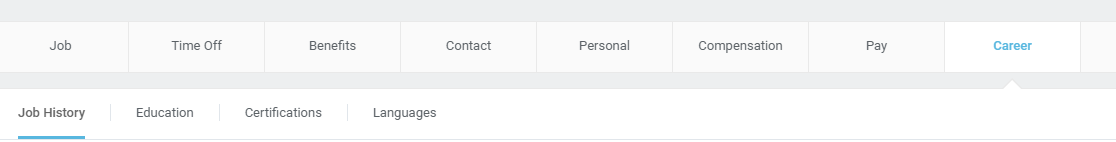 Job Time Off Benefits Contact Personal Compensation Pay Career
Job History Education Certifications Languages